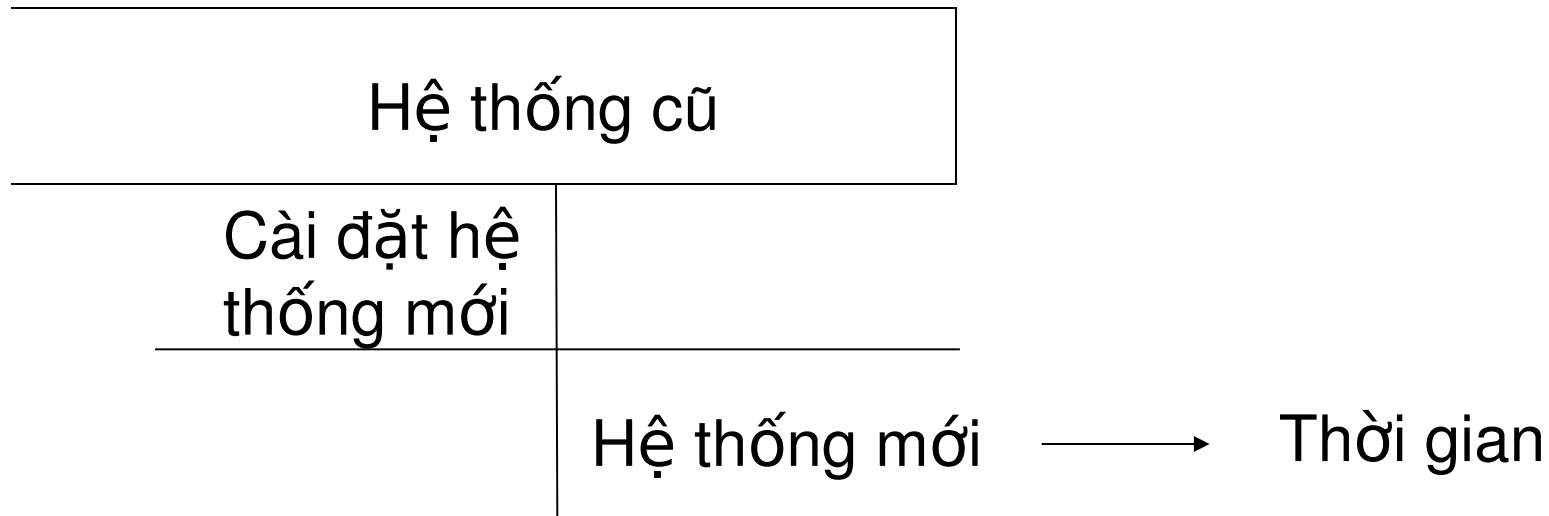 Hệ thống cũ
Cài đặt hệ
thống mới
Hệ thống mới
Thời gian